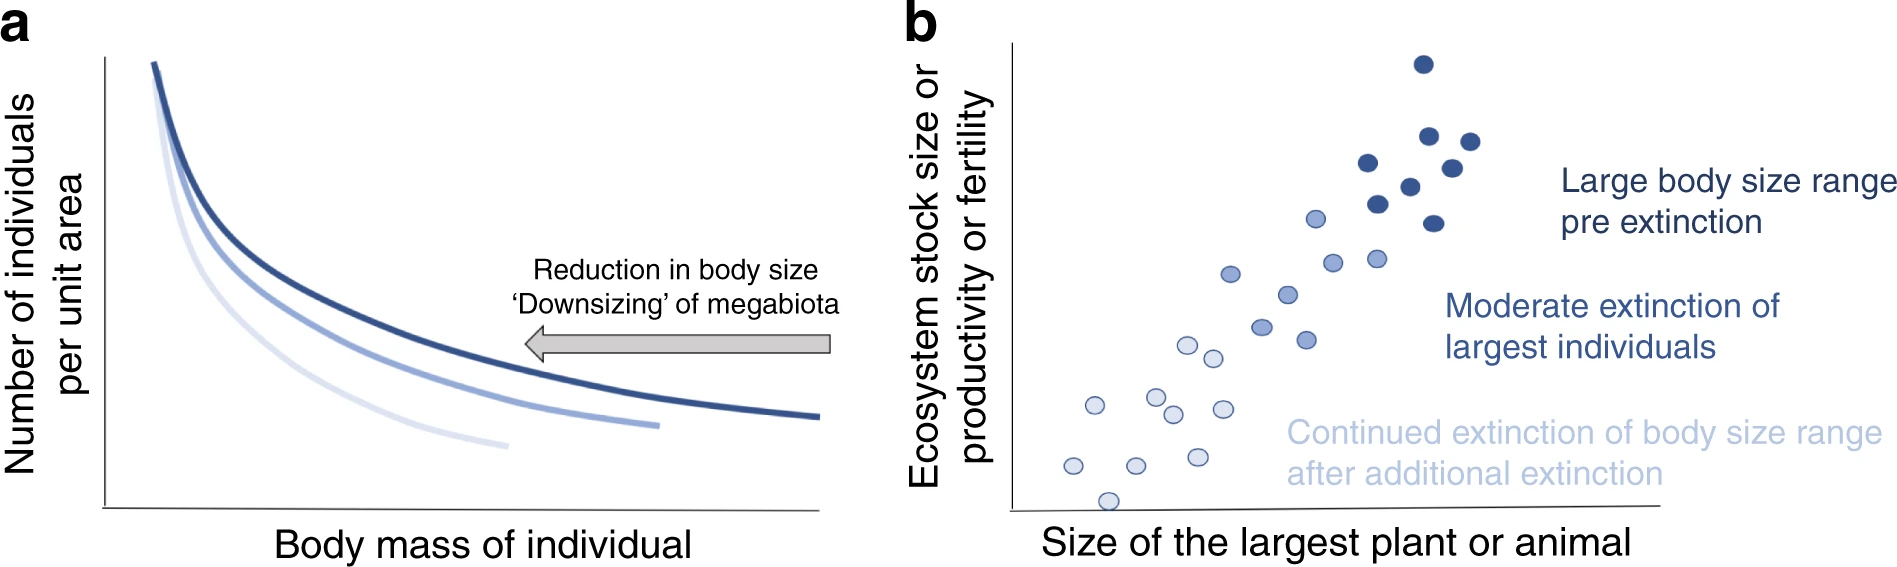 a
Number of individuals
per unit area
Reduction in body size
‘Downsizing’ of megabiota
Body mass of individual
b
Ecosystem stock size or
productivity or fertility
Large body size range
pre extinction
Moderate extinction of
largest individuals
Continued extinction of body size range
after additional extinction
Size of the largest plant or animal